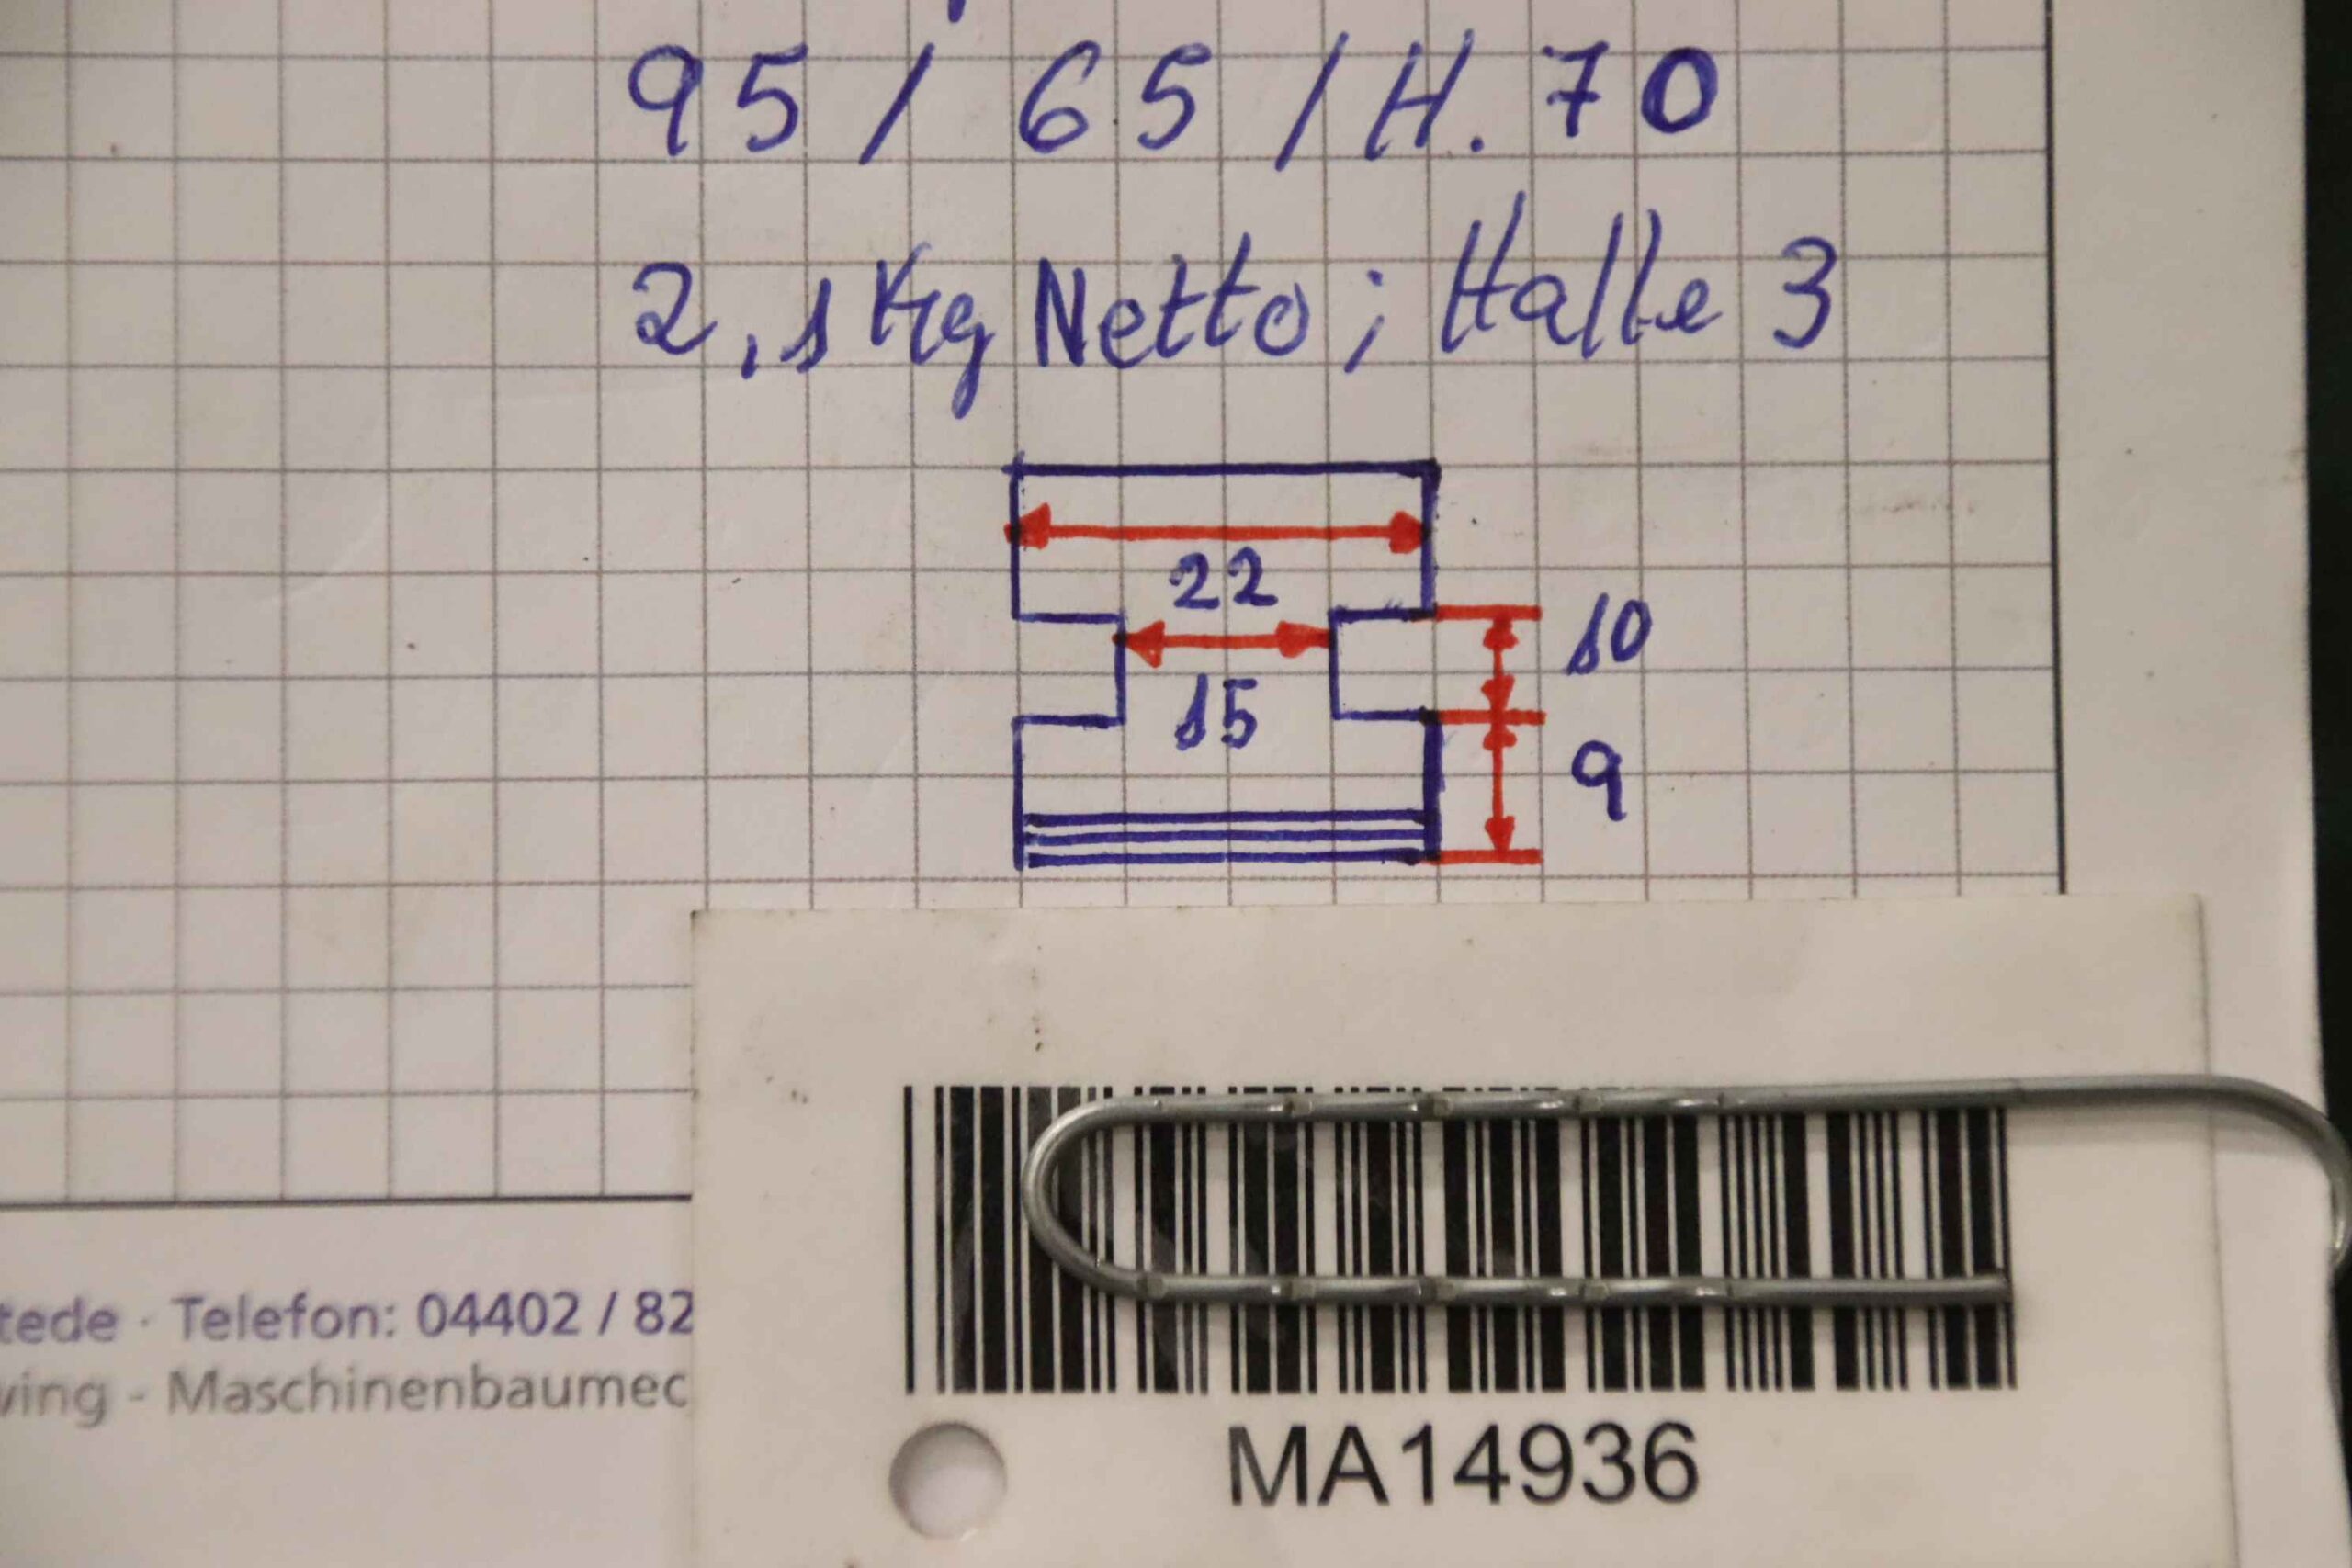 95 / 65 / H. 70
2,1 Kg Netto ; Halle 3
22
10
15
9
tede · Telefon: 04402 / 82
ing - Maschinenbaumec
MA14936